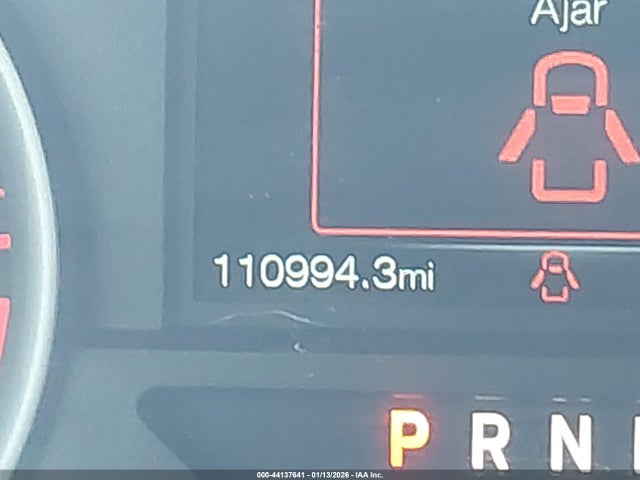 Ajar
110994.3mi
P R N
000-44137641 - 01/13/2026 - IAA Inc.